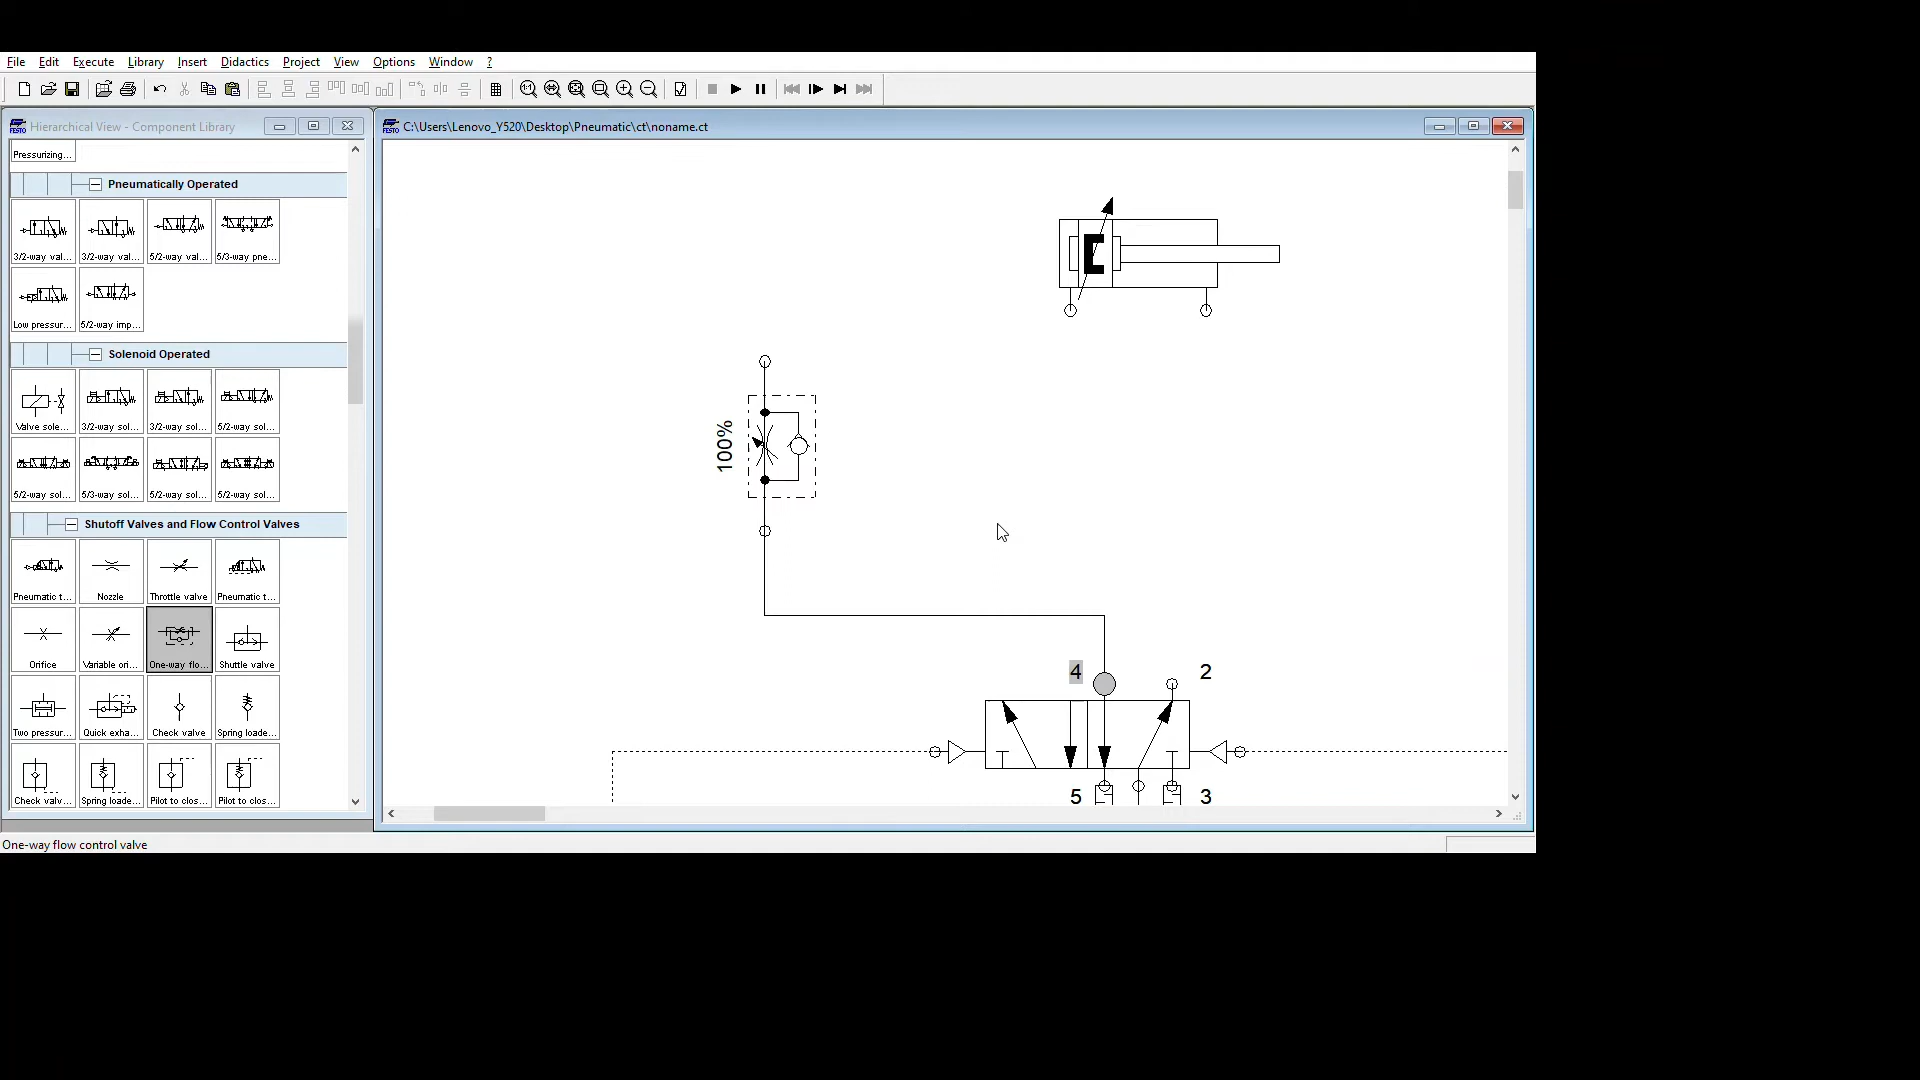 File Edit Execute Library Insert Didactics Project View Options Window ?
FESTO Hierarchical View - Component Library
FESTO C:\Users\Lenovo_Y520\Desktop\Pneumatic\ct\noname.ct
Pressurizing...
Pneumatically Operated
3/2-way val... 3/2-way val... 5/2-way val... 5/3-way pne...
Low pressur... 5/2-way imp...
Solenoid Operated
Valve sole... 3/2-way sol... 3/2-way sol... 5/2-way sol...
5/2-way sol... 5/3-way sol... 5/2-way sol... 5/2-way sol...
Shutoff Valves and Flow Control Valves
Pneumatic t... Nozzle Throttle valve Pneumatic t...
Orifice Variable ori... One-way flo... Shuttle valve
Two pressur... Quick exha... Check valve Spring loade...
Check valv... Spring loade... Pilot to clos... Pilot to clos...
100%
4 2
5 3
One-way flow control valve